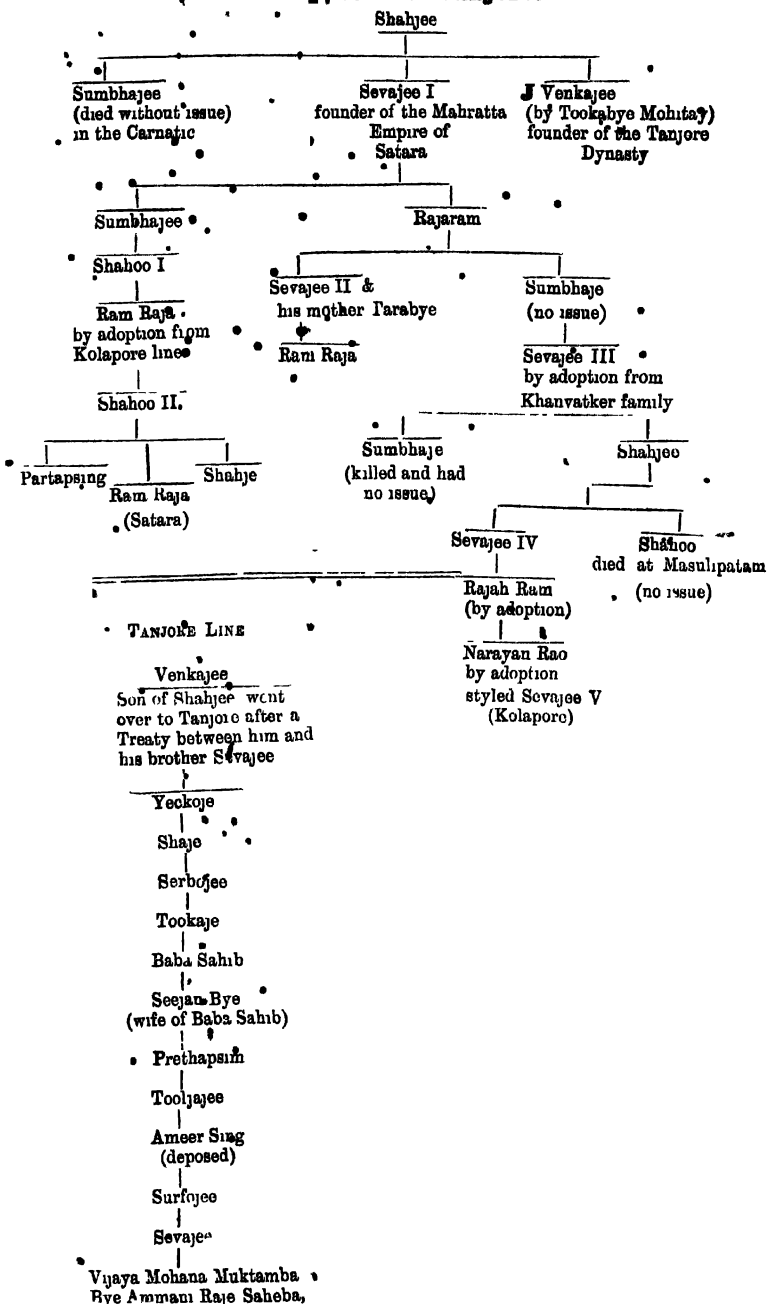 Shahjee
Sumbhajee
(died without issue)
in the Carnatic
Sevajee I
founder of the Mahratta
Empire of
Satara
J Venkajee
(by Tookabye Mohitay)
founder of the Tanjore
Dynasty
Sumbhajee
Rajaram
Shahoo I
Sevajee II &
his mother Tarabye
Sumbhaje
(no issue)
Ram Raja
by adoption from
Kolapore line
Ram Raja
Sevajee III
by adoption from
Khanvatker family
Shahoo II.
Sumbhaje
(killed and had
no issue)
Shahjee
Partapsing
Ram Raja
(Satara)
Shahje
Sevajee IV
Shahoo
died at Masulipatam
(no issue)
Rajah Ram
(by adoption)
Narayan Rao
by adoption
styled Sevajee V
(Kolapore)
TANJORE LINE
Venkajee
Son of Shahjee went
over to Tanjore after a
Treaty between him and
his brother Sevajee
Yeckoje
Shaje
Serbojee
Tookaje
Baba Sahib
Seejan Bye
(wife of Baba Sahib)
Prethapsim
Tooljajee
Ameer Sing
(deposed)
Surfojee
Sevajee
Vijaya Mohana Muktamba
Bye Ammani Raje Saheba,